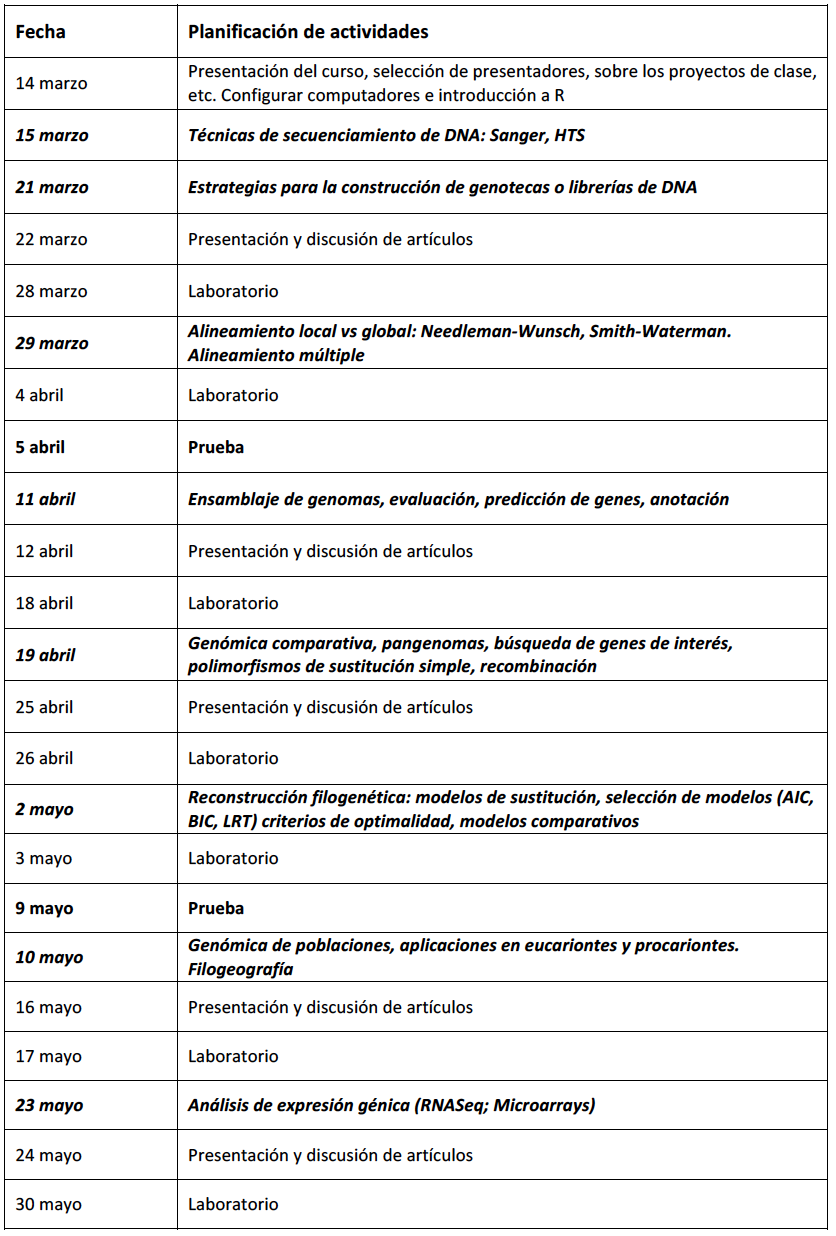 Fecha Planificación de actividades
14 marzo Presentación del curso, selección de presentadores, sobre los proyectos de clase,
etc. Configurar computadores e introducción a R
15 marzo Técnicas de secuenciamiento de DNA: Sanger, HTS
21 marzo Estrategias para la construcción de genotecas o librerías de DNA
22 marzo Presentación y discusión de artículos
28 marzo Laboratorio
29 marzo Alineamiento local vs global: Needleman-Wunsch, Smith-Waterman.
Alineamiento múltiple
4 abril Laboratorio
5 abril Prueba
11 abril Ensamblaje de genomas, evaluación, predicción de genes, anotación
12 abril Presentación y discusión de artículos
18 abril Laboratorio
19 abril Genómica comparativa, pangenomas, búsqueda de genes de interés,
polimorfismos de sustitución simple, recombinación
25 abril Presentación y discusión de artículos
26 abril Laboratorio
2 mayo Reconstrucción filogenética: modelos de sustitución, selección de modelos (AIC,
BIC, LRT) criterios de optimalidad, modelos comparativos
3 mayo Laboratorio
9 mayo Prueba
10 mayo Genómica de poblaciones, aplicaciones en eucariontes y procariontes.
Filogeografía
16 mayo Presentación y discusión de artículos
17 mayo Laboratorio
23 mayo Análisis de expresión génica (RNASeq; Microarrays)
24 mayo Presentación y discusión de artículos
30 mayo Laboratorio